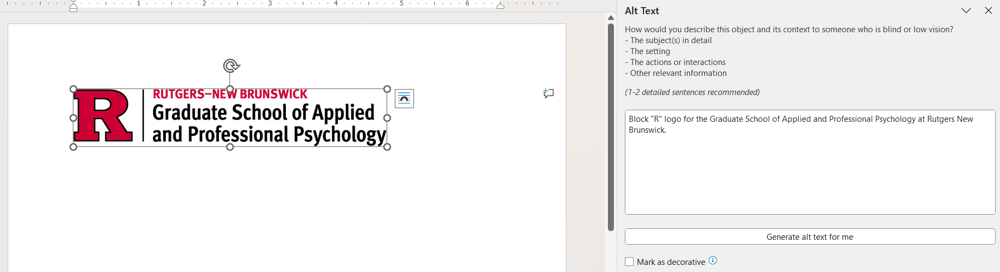 1 2 3 4 5 6
R
RUTGERS–NEW BRUNSWICK
Graduate School of Applied
and Professional Psychology
Alt Text
How would you describe this object and its context to someone who is blind or low vision?
- The subject(s) in detail
- The setting
- The actions or interactions
- Other relevant information
(1-2 detailed sentences recommended)
Block "R" logo for the Graduate School of Applied and Professional Psychology at Rutgers New
Brunswick.
Generate alt text for me
Mark as decorative